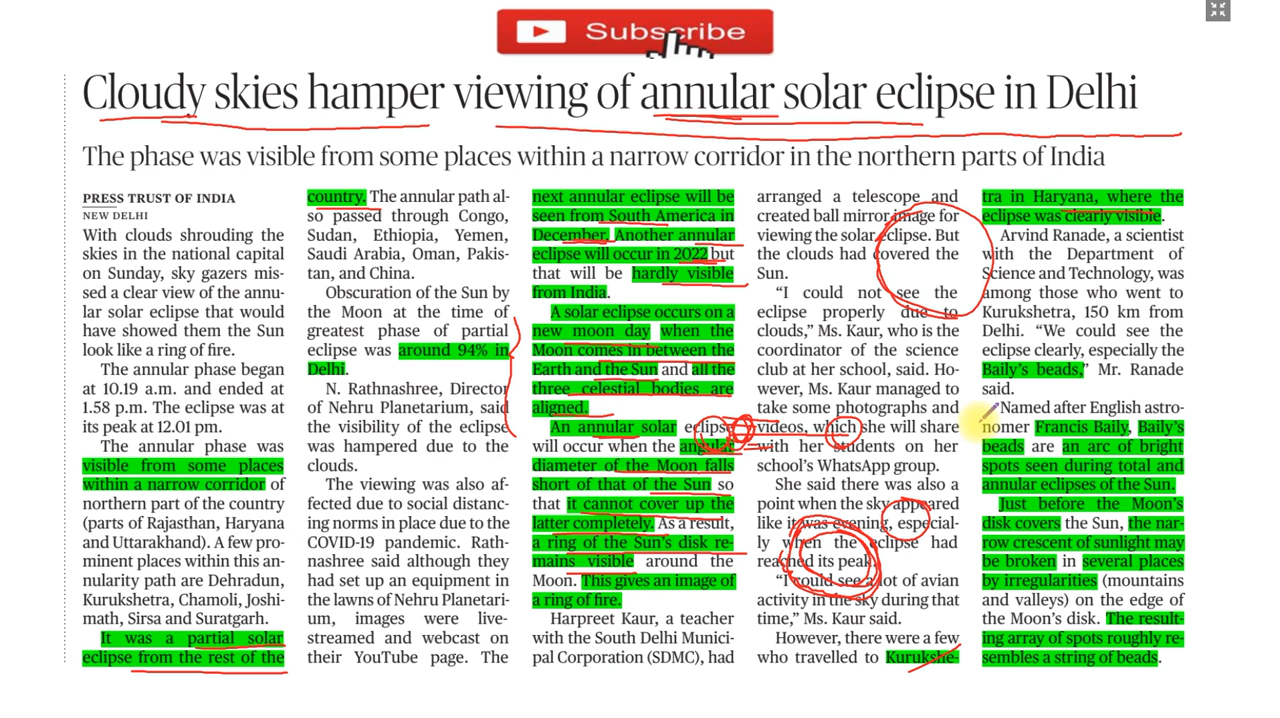 Subscribe
Cloudy skies hamper viewing of annular solar eclipse in Delhi
The phase was visible from some places within a narrow corridor in the northern parts of India
PRESS TRUST OF INDIA
NEW DELHI
With clouds shrouding the
skies in the national capital
on Sunday, sky gazers mis-
sed a clear view of the annu-
lar solar eclipse that would
have showed them the Sun
look like a ring of fire.
The annular phase began
at 10.19 a.m. and ended at
1.58 p.m. The eclipse was at
its peak at 12.01 pm.
The annular phase was
visible from some places
within a narrow corridor of
northern part of the country
(parts of Rajasthan, Haryana
and Uttarakhand). A few pro-
minent places within this an-
nularity path are Dehradun,
Kurukshetra, Chamoli, Joshi-
math, Sirsa and Suratgarh.
It was a partial solar
eclipse from the rest of the
country. The annular path al-
so passed through Congo,
Sudan, Ethiopia, Yemen,
Saudi Arabia, Oman, Pakis-
tan, and China.
Obscuration of the Sun by
the Moon at the time of
greatest phase of partial
eclipse was around 94% in
Delhi.
N. Rathnashree, Director
of Nehru Planetarium, said
the visibility of the eclipse
was hampered due to the
clouds.
The viewing was also af-
fected due to social distanc-
ing norms in place due to the
COVID-19 pandemic. Rath-
nashree said although they
had set up an equipment in
the lawns of Nehru Planetari-
um, images were live-
streamed and webcast on
their YouTube page. The
next annular eclipse will be
seen from South America in
December. Another annular
eclipse will occur in 2022 but
that will be hardly visible
from India.
A solar eclipse occurs on a
new moon day when the
Moon comes in between the
Earth and the Sun and all the
three celestial bodies are
aligned.
An annular solar eclipse
will occur when the angular
diameter of the Moon falls
short of that of the Sun so
that it cannot cover up the
latter completely. As a result,
a ring of the Sun's disk re-
mains visible around the
Moon. This gives an image of
a ring of fire.
Harpreet Kaur, a teacher
with the South Delhi Munici-
pal Corporation (SDMC), had
arranged a telescope and
created ball mirror image for
viewing the solar eclipse. But
the clouds had covered the
Sun.
“I could not see the
eclipse properly due to
clouds,” Ms. Kaur, who is the
coordinator of the science
club at her school, said. Ho-
wever, Ms. Kaur managed to
take some photographs and
videos, which she will share
with her students on her
school's WhatsApp group.
She said there was also a
point when the sky appeared
like it was evening, especial-
ly when the eclipse had
reached its peak.
“I could see a lot of avian
activity in the sky during that
time,” Ms. Kaur said.
However, there were a few
who travelled to Kurukshe-
tra in Haryana, where the
eclipse was clearly visible.
Arvind Ranade, a scientist
with the Department of
Science and Technology, was
among those who went to
Kurukshetra, 150 km from
Delhi. “We could see the
eclipse clearly, especially the
Baily's beads,” Mr. Ranade
said.
Named after English astro-
nomer Francis Baily, Baily's
beads are an arc of bright
spots seen during total and
annular eclipses of the Sun.
Just before the Moon's
disk covers the Sun, the nar-
row crescent of sunlight may
be broken in several places
by irregularities (mountains
and valleys) on the edge of
the Moon's disk. The result-
ing array of spots roughly re-
sembles a string of beads.